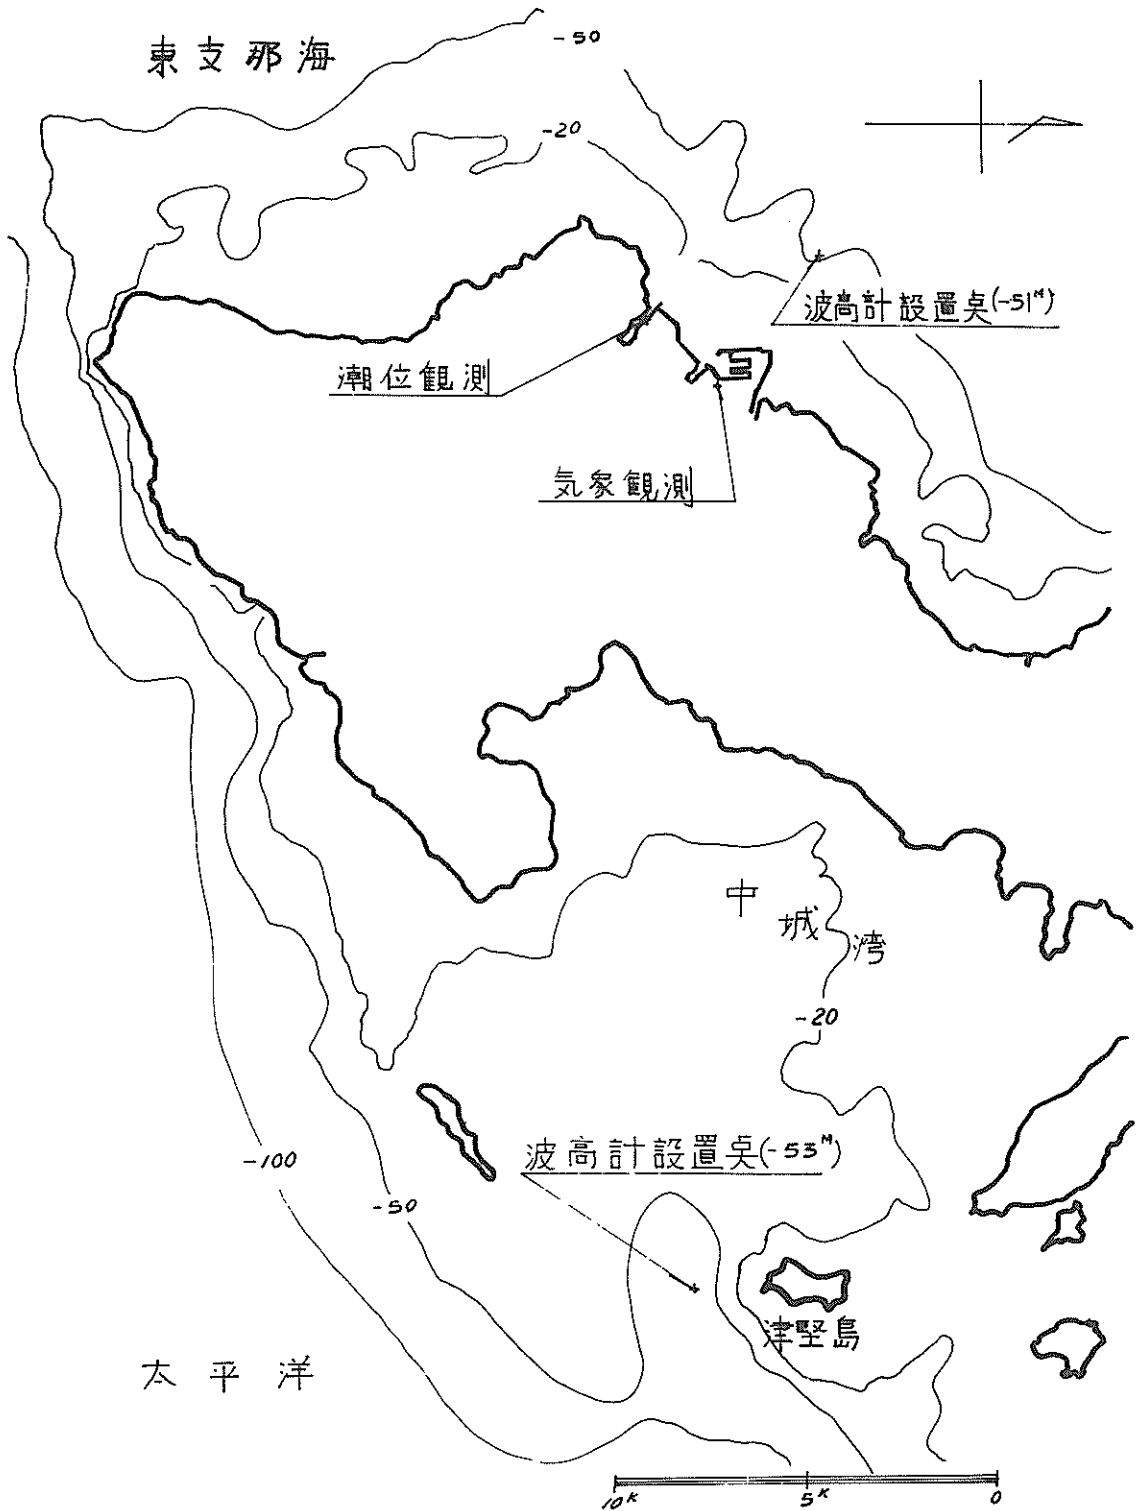 東支那海
-50
-20
波高計設置点(-51ᴹ)
潮位観測
気象観測
中城湾
-20
波高計設置点(-53ᴹ)
-100
-50
津堅島
太平洋
10ᴷ 5ᴷ 0